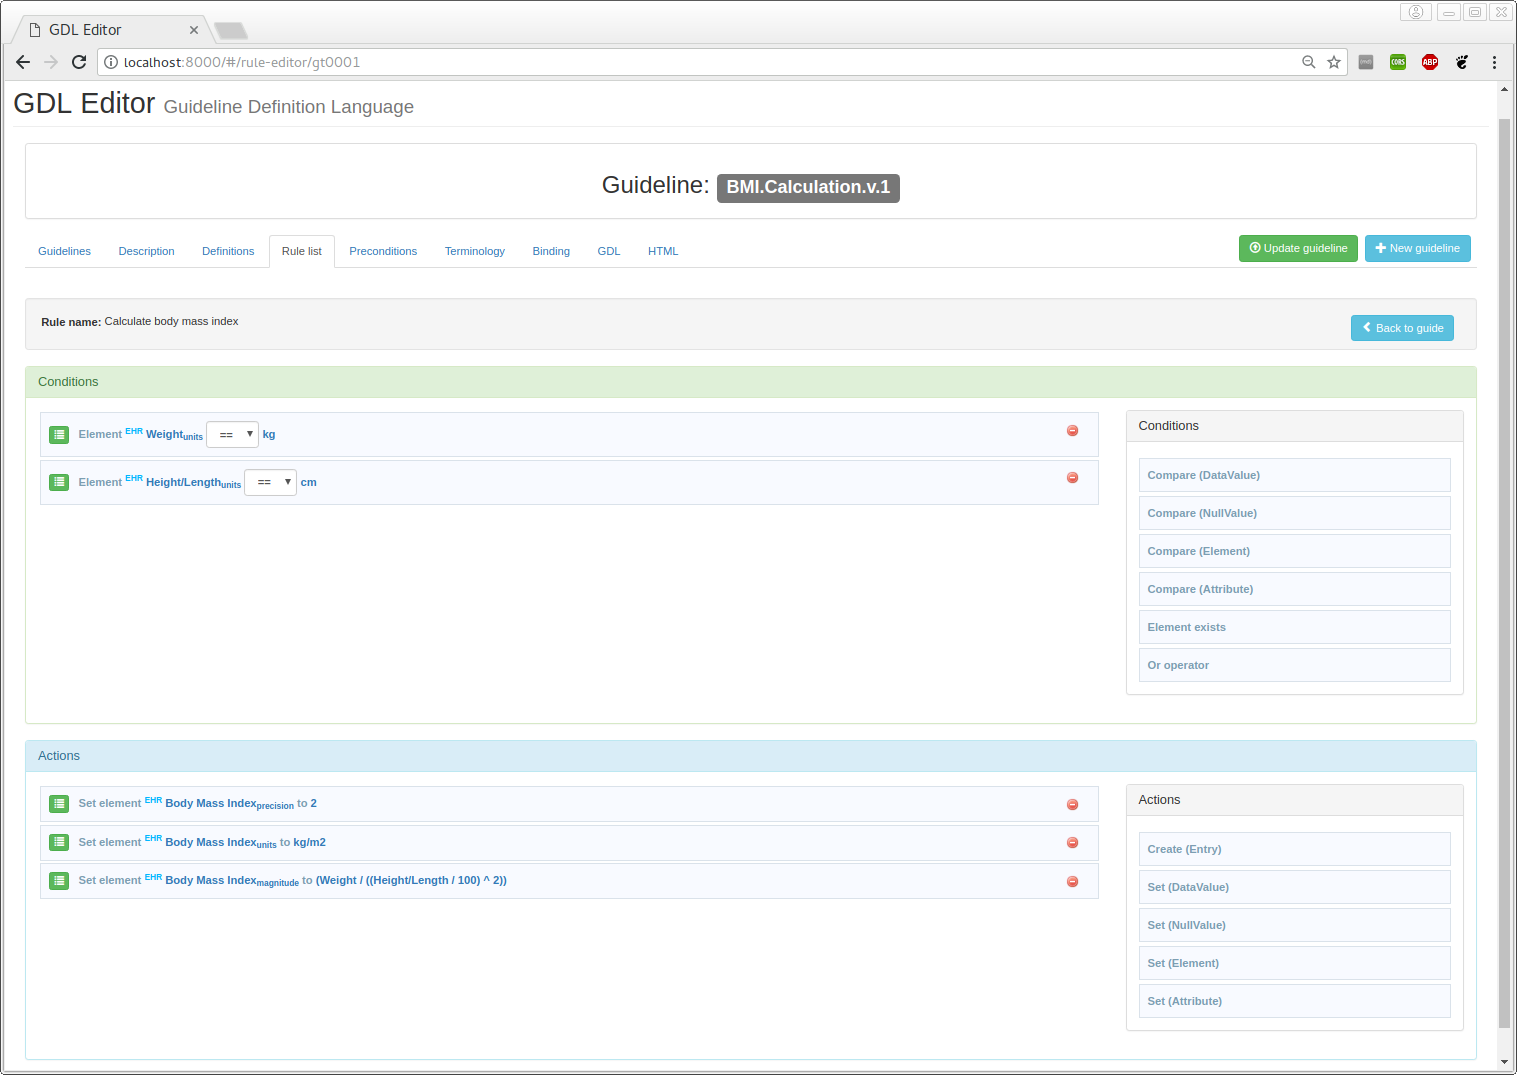 GDL Editor
localhost:8000/#/rule-editor/gt0001
CORS
ABP
GDL Editor Guideline Definition Language
Guideline: BMI.Calculation.v.1
Guidelines Description Definitions Rule list Preconditions Terminology Binding GDL HTML Update guideline New guideline
Rule name: Calculate body mass index
Back to guide
Conditions
Element EHR Weight units == kg
Element EHR Height/Length units == cm
Conditions
Compare (DataValue)
Compare (NullValue)
Compare (Element)
Compare (Attribute)
Element exists
Or operator
Actions
Set element EHR Body Mass Index precision to 2
Set element EHR Body Mass Index units to kg/m2
Set element EHR Body Mass Index magnitude to (Weight / ((Height/Length / 100) ^ 2))
Actions
Create (Entry)
Set (DataValue)
Set (NullValue)
Set (Element)
Set (Attribute)